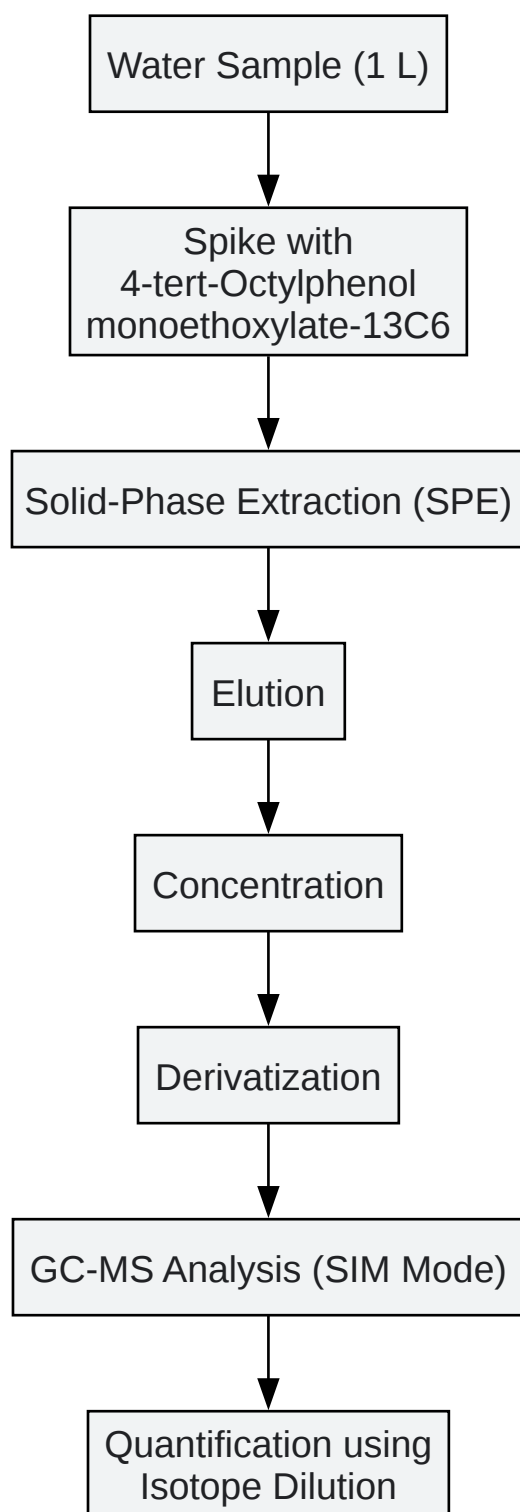 Water Sample (1 L)
Spike with
4-tert-Octylphenol
monoethoxylate-13C6
Solid-Phase Extraction (SPE)
Elution
Concentration
Derivatization
GC-MS Analysis (SIM Mode)
Quantification using
Isotope Dilution